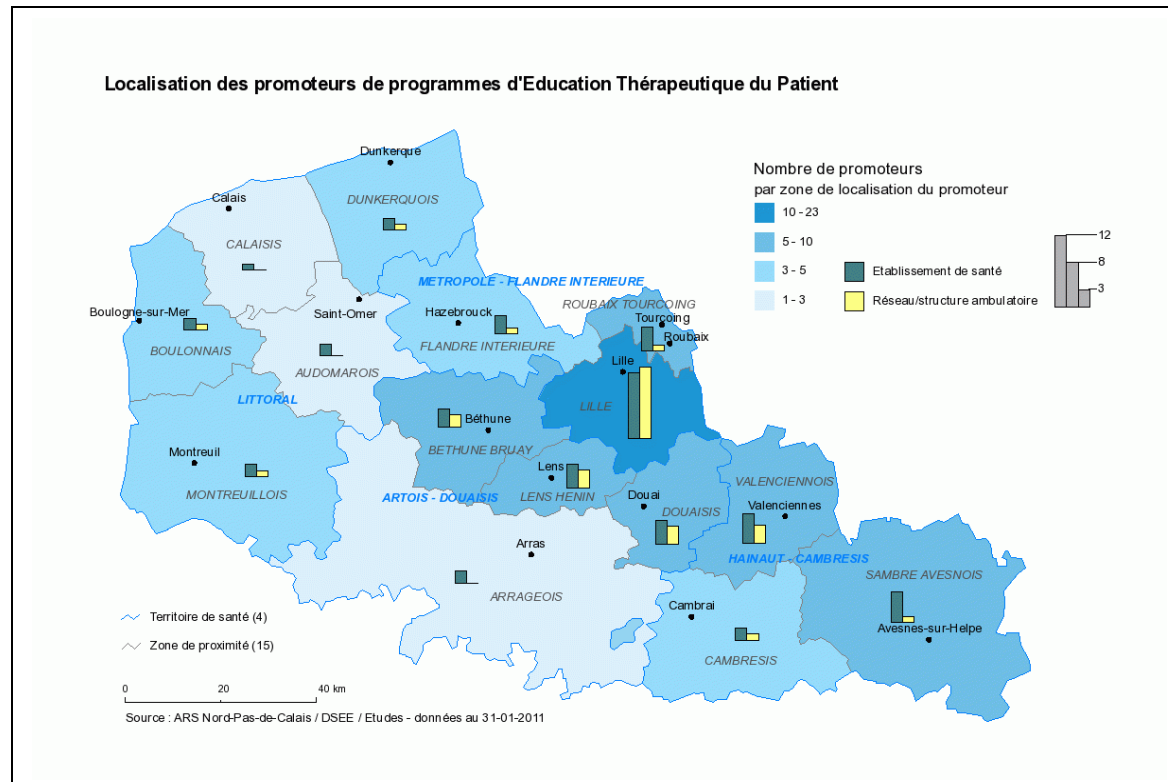 Localisation des promoteurs de programmes d'Education Thérapeutique du Patient
Nombre de promoteurs
par zone de localisation du promoteur
10 - 23
5 - 10
3 - 5
1 - 3
Etablissement de santé
Réseau/structure ambulatoire
12
8
3
Dunkerque
DUNKERQUOIS
Calais
CALAISIS
METROPOLE - FLANDRE INTERIEURE
Boulogne-sur-Mer
BOULONNAIS
Saint-Omer
AUDOMAROIS
Hazebrouck
FLANDRE INTERIEURE
ROUBAIX TOURCOING
Tourcoing
Roubaix
Lille
LILLE
LITTORAL
Béthune
BETHUNE BRUAY
Montreuil
MONTREUILLOIS
ARTOIS - DOUAISIS
Lens
LENS HENIN
Douai
DOUAISIS
VALENCIENNOIS
Valenciennes
HAINAUT - CAMBRESIS
Arras
ARRAGEOIS
SAMBRE AVESNOIS
Avesnes-sur-Helpe
Cambrai
CAMBRESIS
Territoire de santé (4)
Zone de proximité (15)
0 20 40 km
Source : ARS Nord-Pas-de-Calais / DSEE / Etudes - données au 31-01-2011